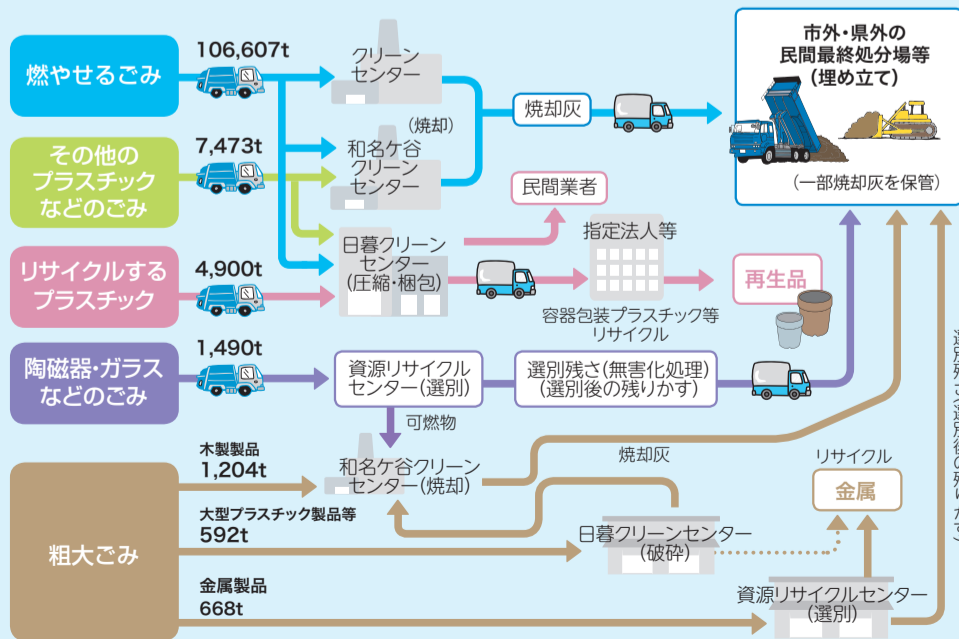 106,607t
燃やせるごみ
クリーン
センター
(焼却)
焼却灰
市外・県外の
民間最終処分場等
(埋め立て)
(一部焼却灰を保管)
7,473t
その他の
プラスチック
などのごみ
和名ケ谷
クリーン
センター
民間業者
4,900t
リサイクルする
プラスチック
日暮クリーン
センター
(圧縮・梱包)
指定法人等
容器包装プラスチック等
リサイクル
再生品
1,490t
陶磁器・ガラス
などのごみ
資源リサイクル
センター(選別)
選別残さ(無害化処理)
(選別後の残りかす)
可燃物
粗大ごみ
木製製品
1,204t
和名ケ谷クリーン
センター(焼却)
焼却灰
大型プラスチック製品等
592t
日暮クリーンセンター
(破砕)
リサイクル
金属
金属製品
668t
資源リサイクルセンター
(選別)
選別残さ(選別後の残りかす)